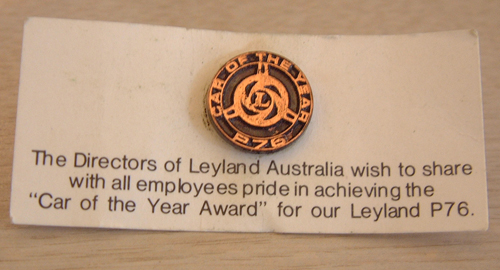 CAR OF THE YEAR
L
P76
The Directors of Leyland Australia wish to share
with all employees pride in achieving the
"Car of the Year Award" for our Leyland P76.